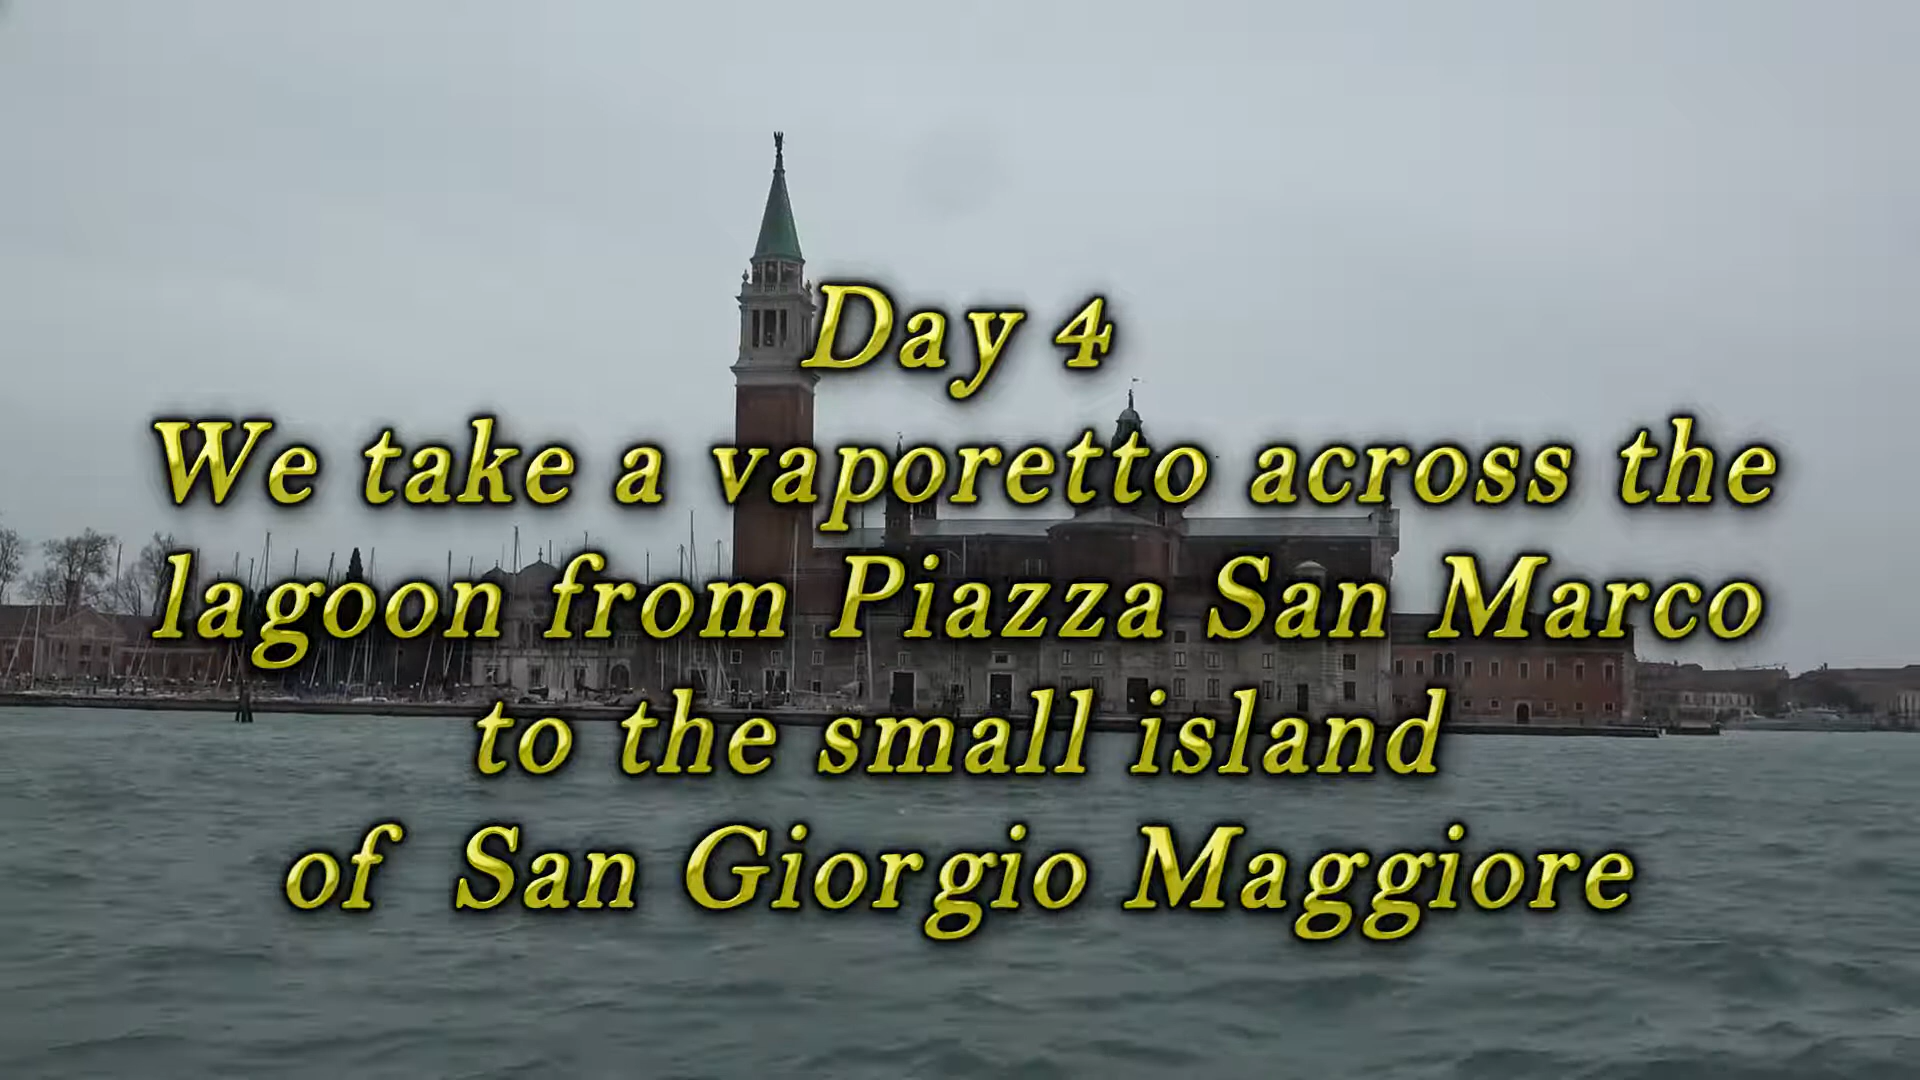 Day 4
We take a vaporetto across the
lagoon from Piazza San Marco
to the small island
of San Giorgio Maggiore